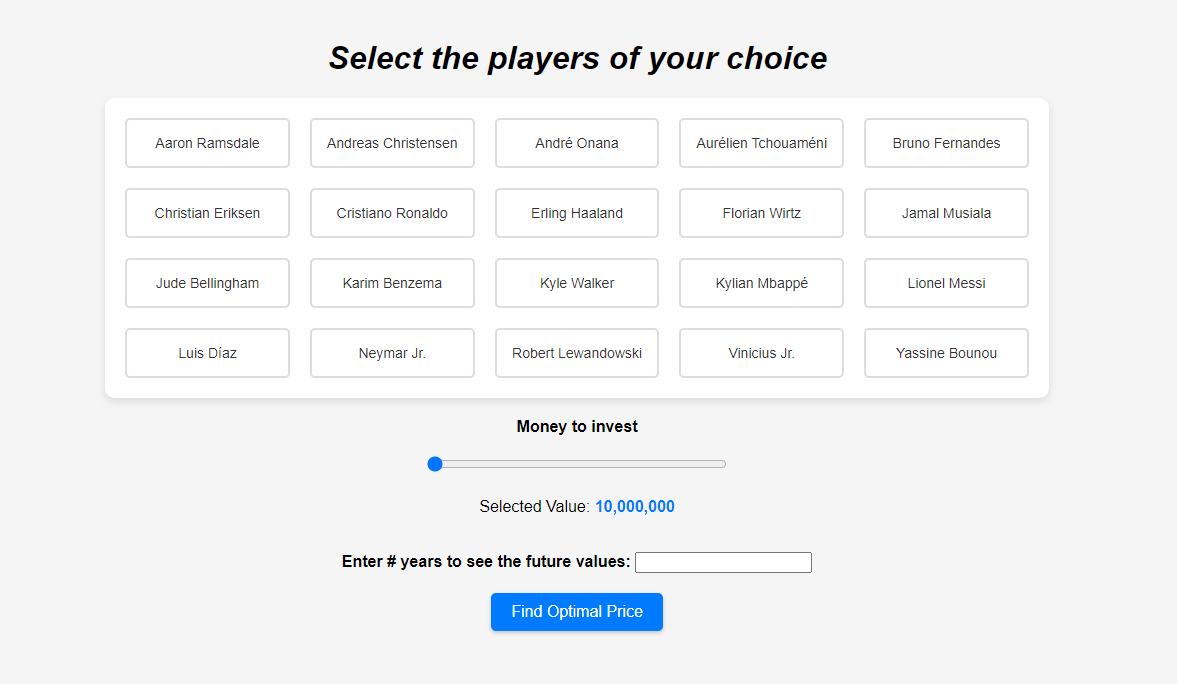 Select the players of your choice
Aaron Ramsdale Andreas Christensen André Onana Aurélien Tchouaméni Bruno Fernandes
Christian Eriksen Cristiano Ronaldo Erling Haaland Florian Wirtz Jamal Musiala
Jude Bellingham Karim Benzema Kyle Walker Kylian Mbappé Lionel Messi
Luis Díaz Neymar Jr. Robert Lewandowski Vinicius Jr. Yassine Bounou
Money to invest
Selected Value: 10,000,000
Enter # years to see the future values:
Find Optimal Price